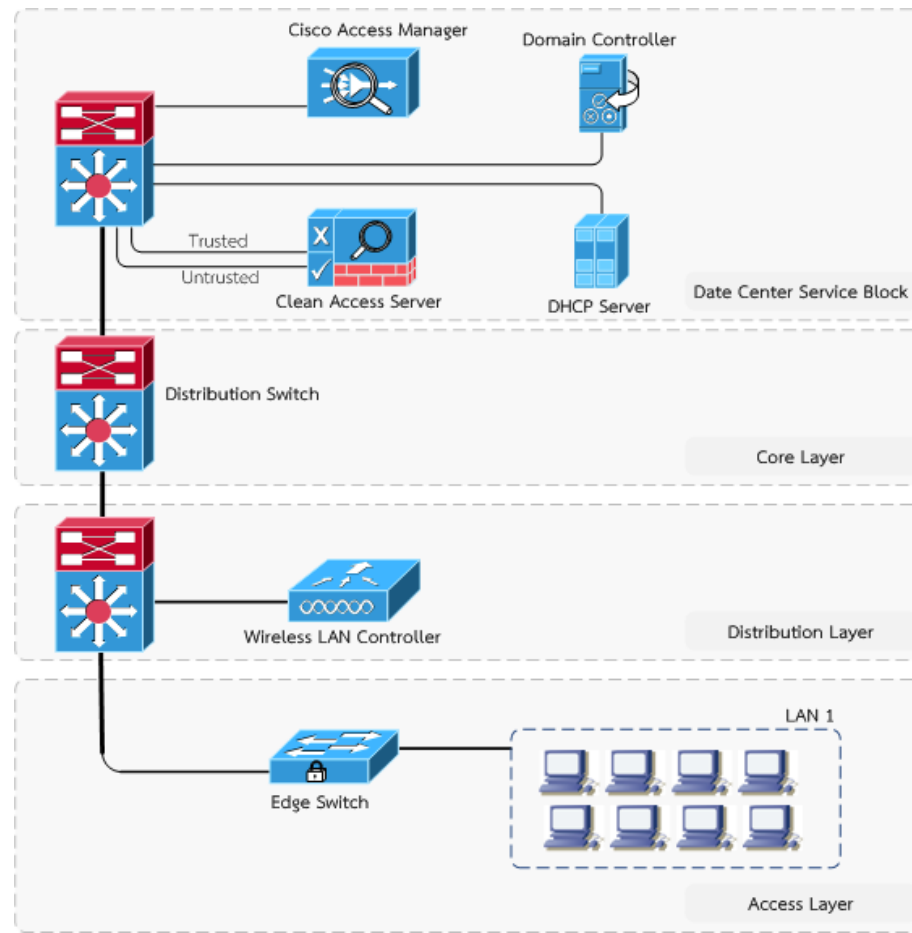 Cisco Access Manager
Domain Controller
Trusted
Untrusted
Clean Access Server
DHCP Server
Date Center Service Block
Distribution Switch
Core Layer
Wireless LAN Controller
Distribution Layer
LAN 1
Edge Switch
Access Layer